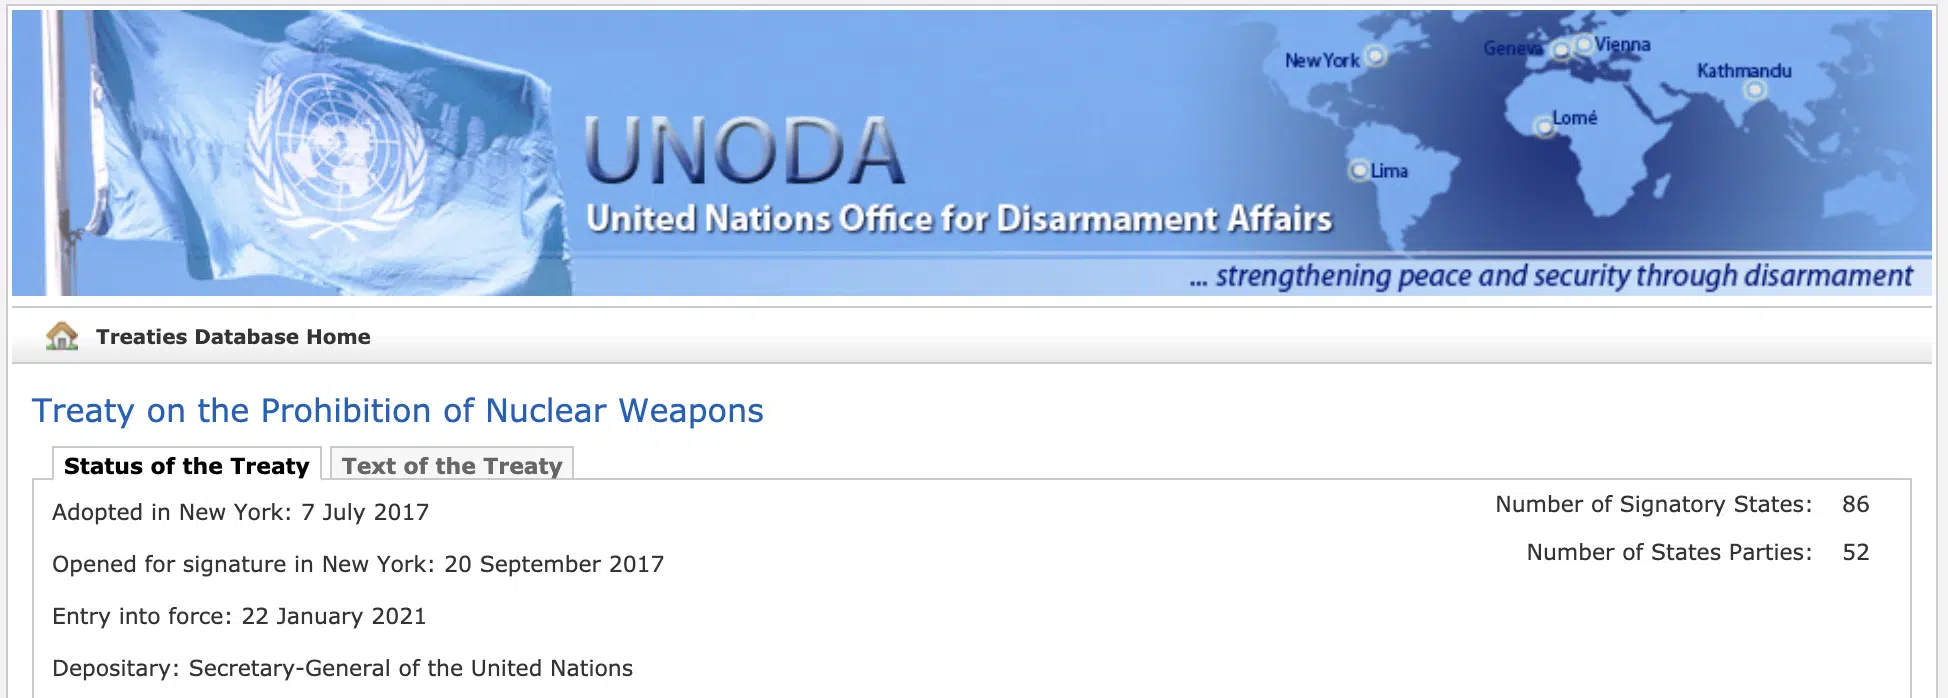 New York
Geneva
Vienna
Kathmandu
Lomé
Lima
UNODA
United Nations Office for Disarmament Affairs
... strengthening peace and security through disarmament
Treaties Database Home
Treaty on the Prohibition of Nuclear Weapons
Status of the Treaty
Text of the Treaty
Adopted in New York: 7 July 2017
Number of Signatory States: 86
Opened for signature in New York: 20 September 2017
Number of States Parties: 52
Entry into force: 22 January 2021
Depositary: Secretary-General of the United Nations